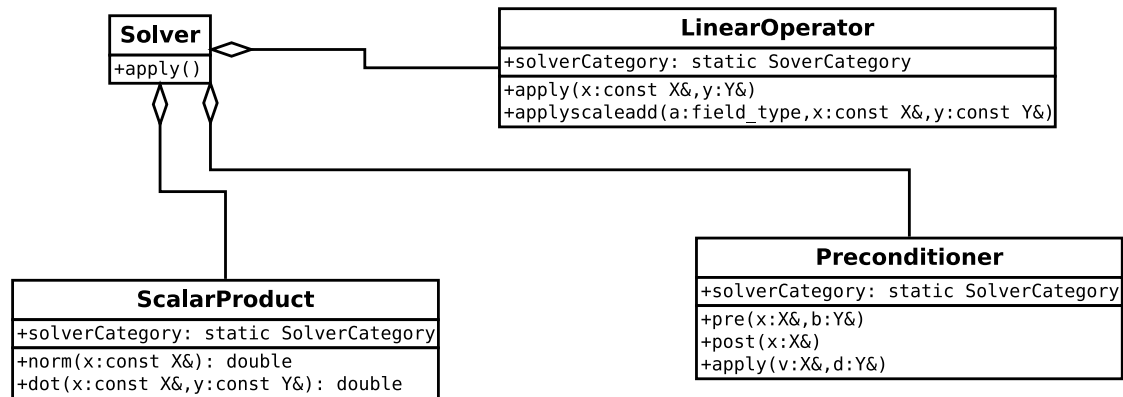 Solver
+apply()
LinearOperator
+solverCategory: static SoverCategory
+apply(x:const X&,y:Y&)
+applyscaleadd(a:field_type,x:const X&,y:const Y&)
ScalarProduct
+solverCategory: static SolverCategory
+norm(x:const X&): double
+dot(x:const X&,y:const Y&): double
Preconditioner
+solverCategory: static SolverCategory
+pre(x:X&,b:Y&)
+post(x:X&)
+apply(v:X&,d:Y&)